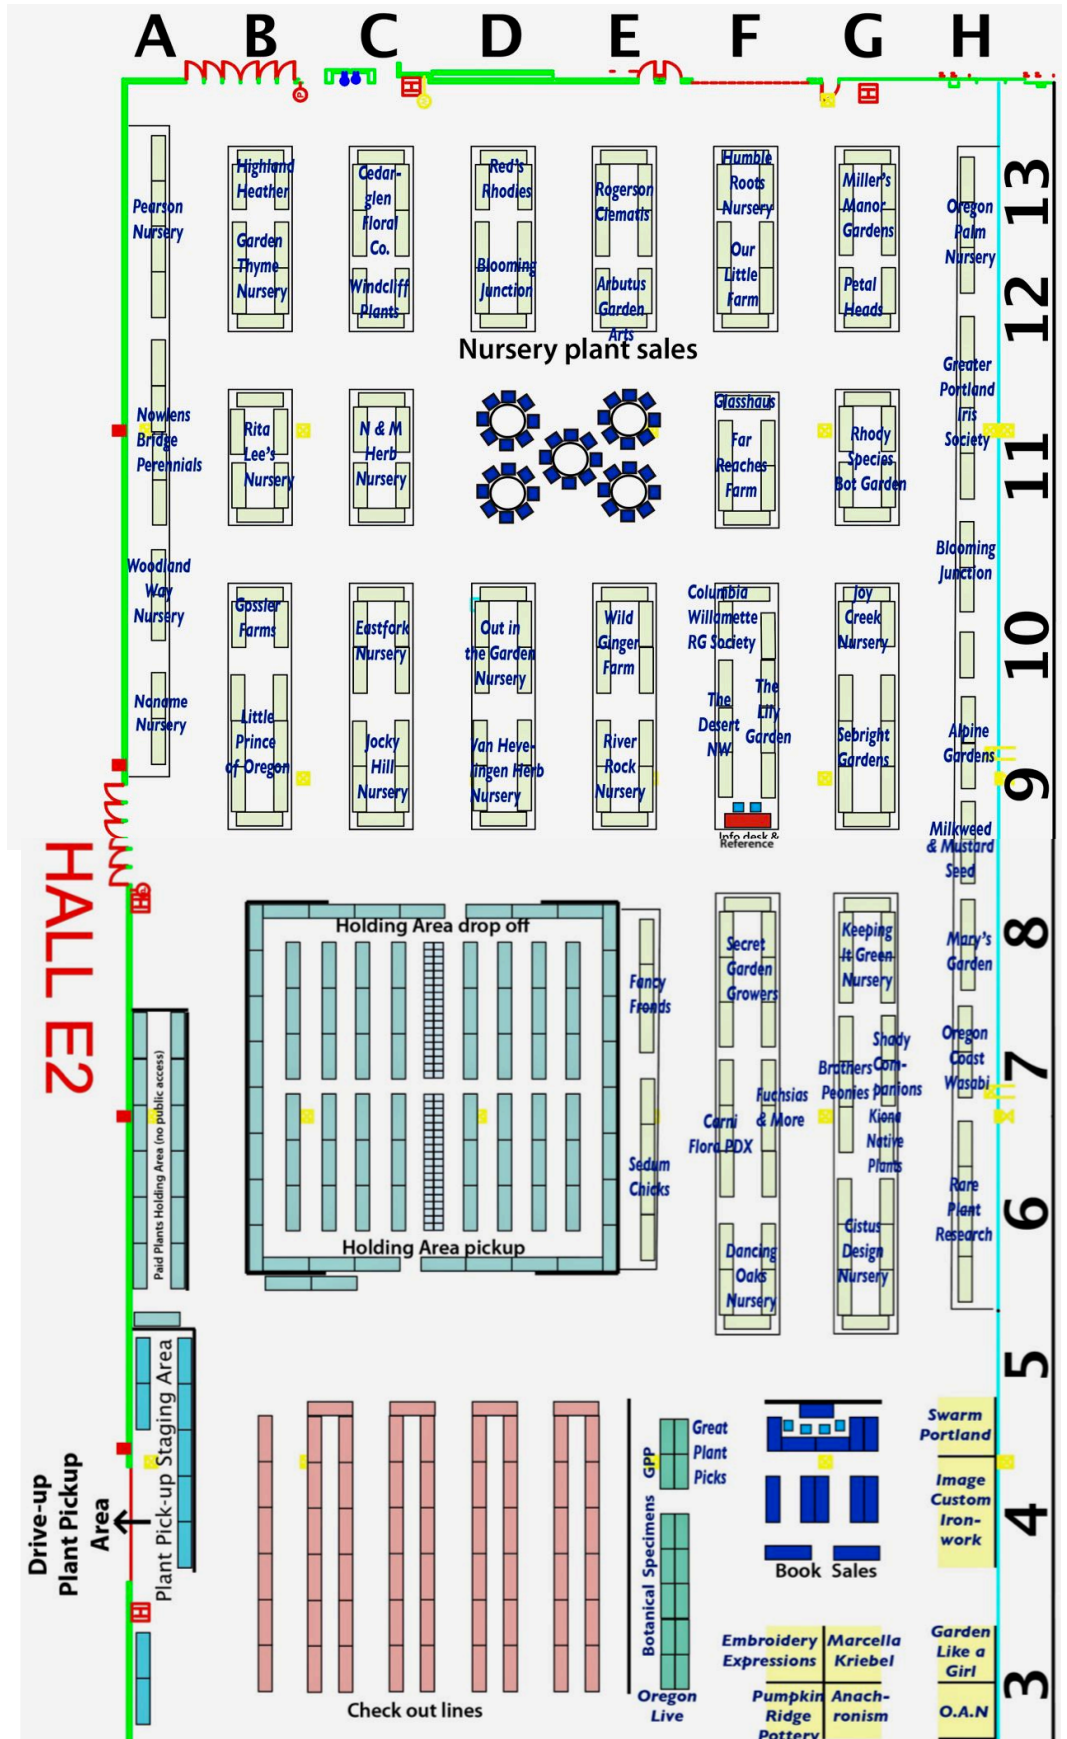 A B C D E F G H
13
12
11
10
9
8
7
6
5
4
3
HALL E2
Pearson
Nursery
Nowlens
Bridge
Perennials
Woodland
Way
Nursery
Noname
Nursery
Highland
Heather
Garden
Thyme
Nursery
Rita
Lee's
Nursery
Gossler
Farms
Little
Prince
of Oregon
Cedar-
glen
Floral
Co.
Windcliff
Plants
N & M
Herb
Nursery
Eastfork
Nursery
Jocky
Hill
Nursery
Red's
Rhodies
Blooming
Junction
Nursery plant sales
Out in
the Garden
Nursery
Van Heve-
lingen Herb
Nursery
Rogerson
Clematis
Arbutus
Garden
Arts
Wild
Ginger
Farm
River
Rock
Nursery
Humble
Roots
Nursery
Our
Little
Farm
Glasshaus
Far
Reaches
Farm
Columbia
Willamette
RG Society
The
Desert
NW
The
Lily
Garden
Info desk &
Reference
Miller's
Manor
Gardens
Petal
Heads
Rhody
Species
Bot Garden
Joy
Creek
Nursery
Sebright
Gardens
Oregon
Palm
Nursery
Greater
Portland
Iris
Society
Blooming
Junction
Alpine
Gardens
Milkweed
& Mustard
Seed
Mary's
Garden
Oregon
Coast
Wasabi
Rare
Plant
Research
Holding Area drop off
Holding Area pickup
Fancy
Fronds
Sedum
Chicks
Secret
Garden
Growers
Carni
Flora PDX
Fuchsias
& More
Dancing
Oaks
Nursery
Keeping
It Green
Nursery
Brothers
Peonies
Shady
Com-
panions
Kiona
Native
Plants
Cistus
Design
Nursery
Paid Plants Holding Area (no public access)
Plant Pick-up Staging Area
Drive-up
Plant Pickup
Area
Check out lines
GPP
Great
Plant
Picks
Botanical Specimens
Oregon
Live
Book Sales
Swarm
Portland
Image
Custom
Iron-
work
Embroidery
Expressions
Marcella
Kriebel
Pumpkin
Ridge
Pottery
Anach-
ronism
Garden
Like a
Girl
O.A.N